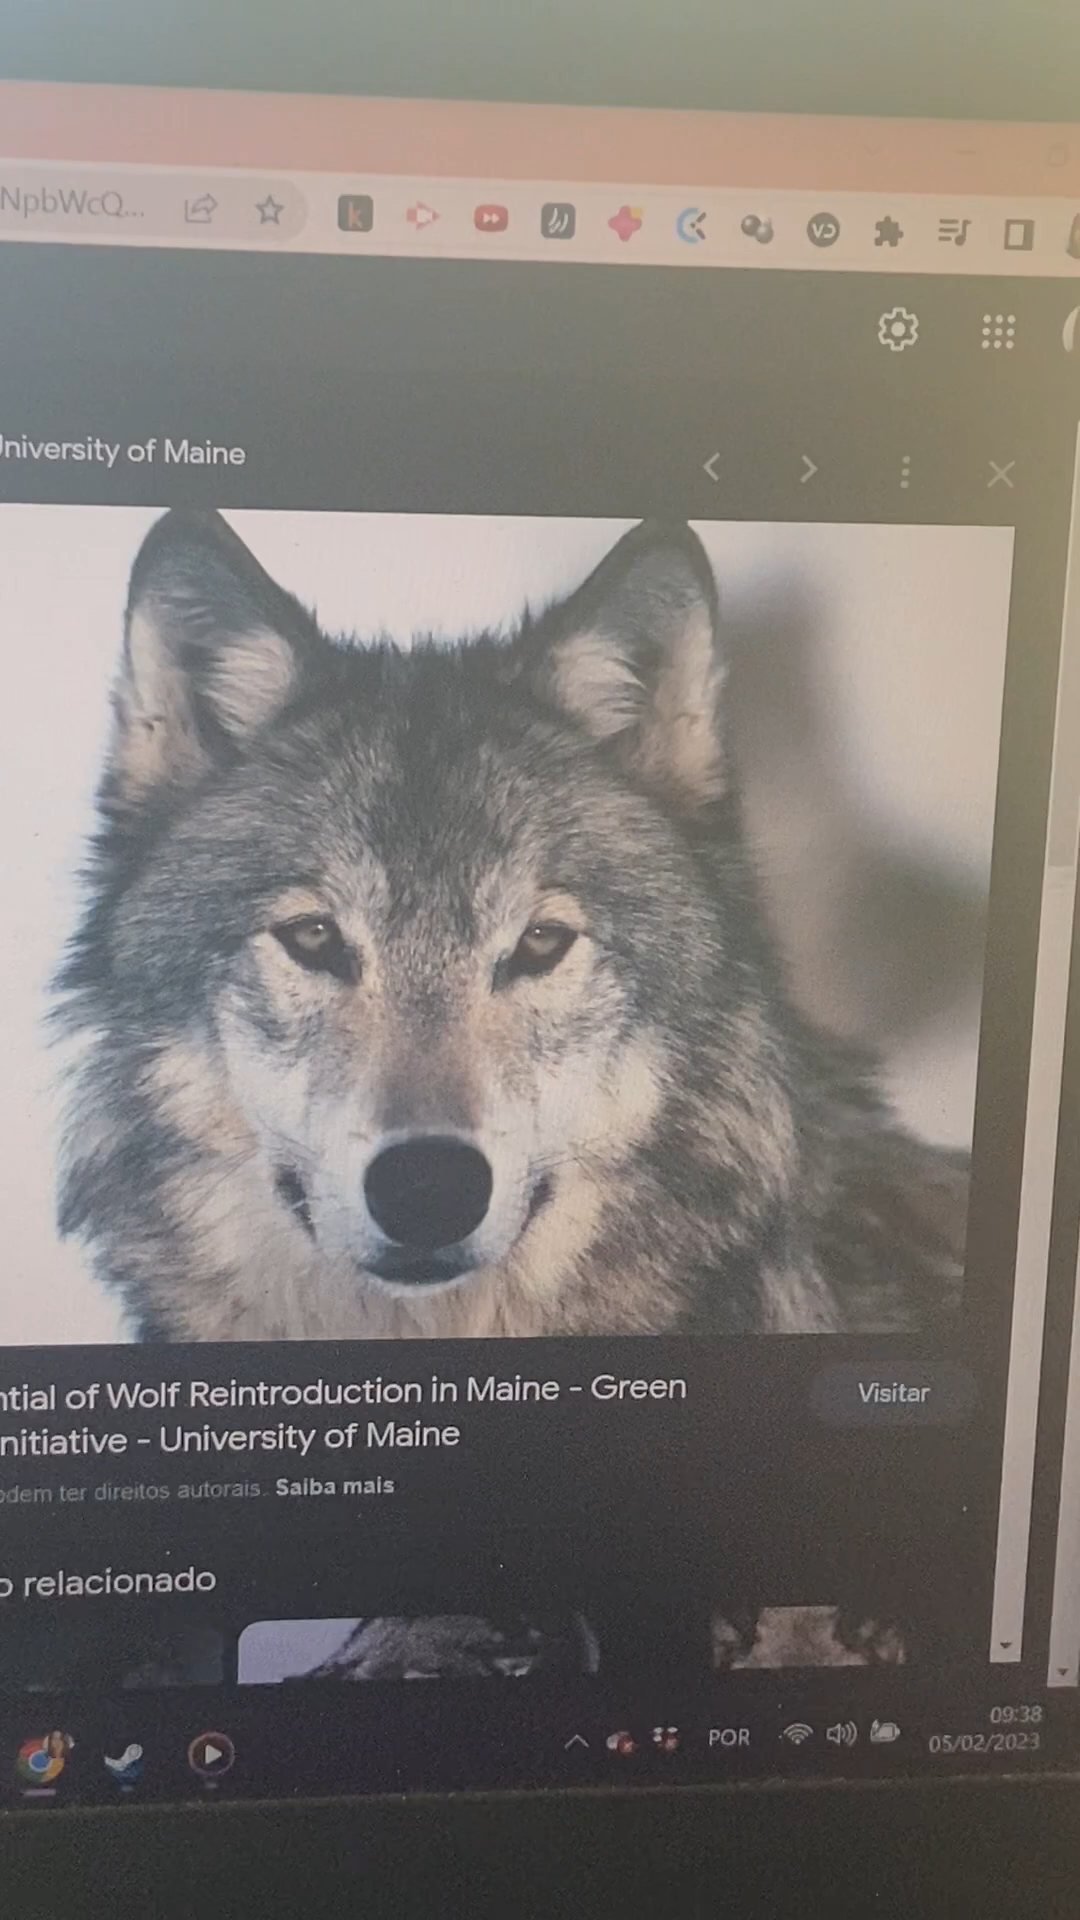 NpbWcQ...
University of Maine
ntial of Wolf Reintroduction in Maine - Green
nitiative - University of Maine
Visitar
odem ter direitos autorais. Saiba mais
o relacionado
POR
09:38
05/02/2023